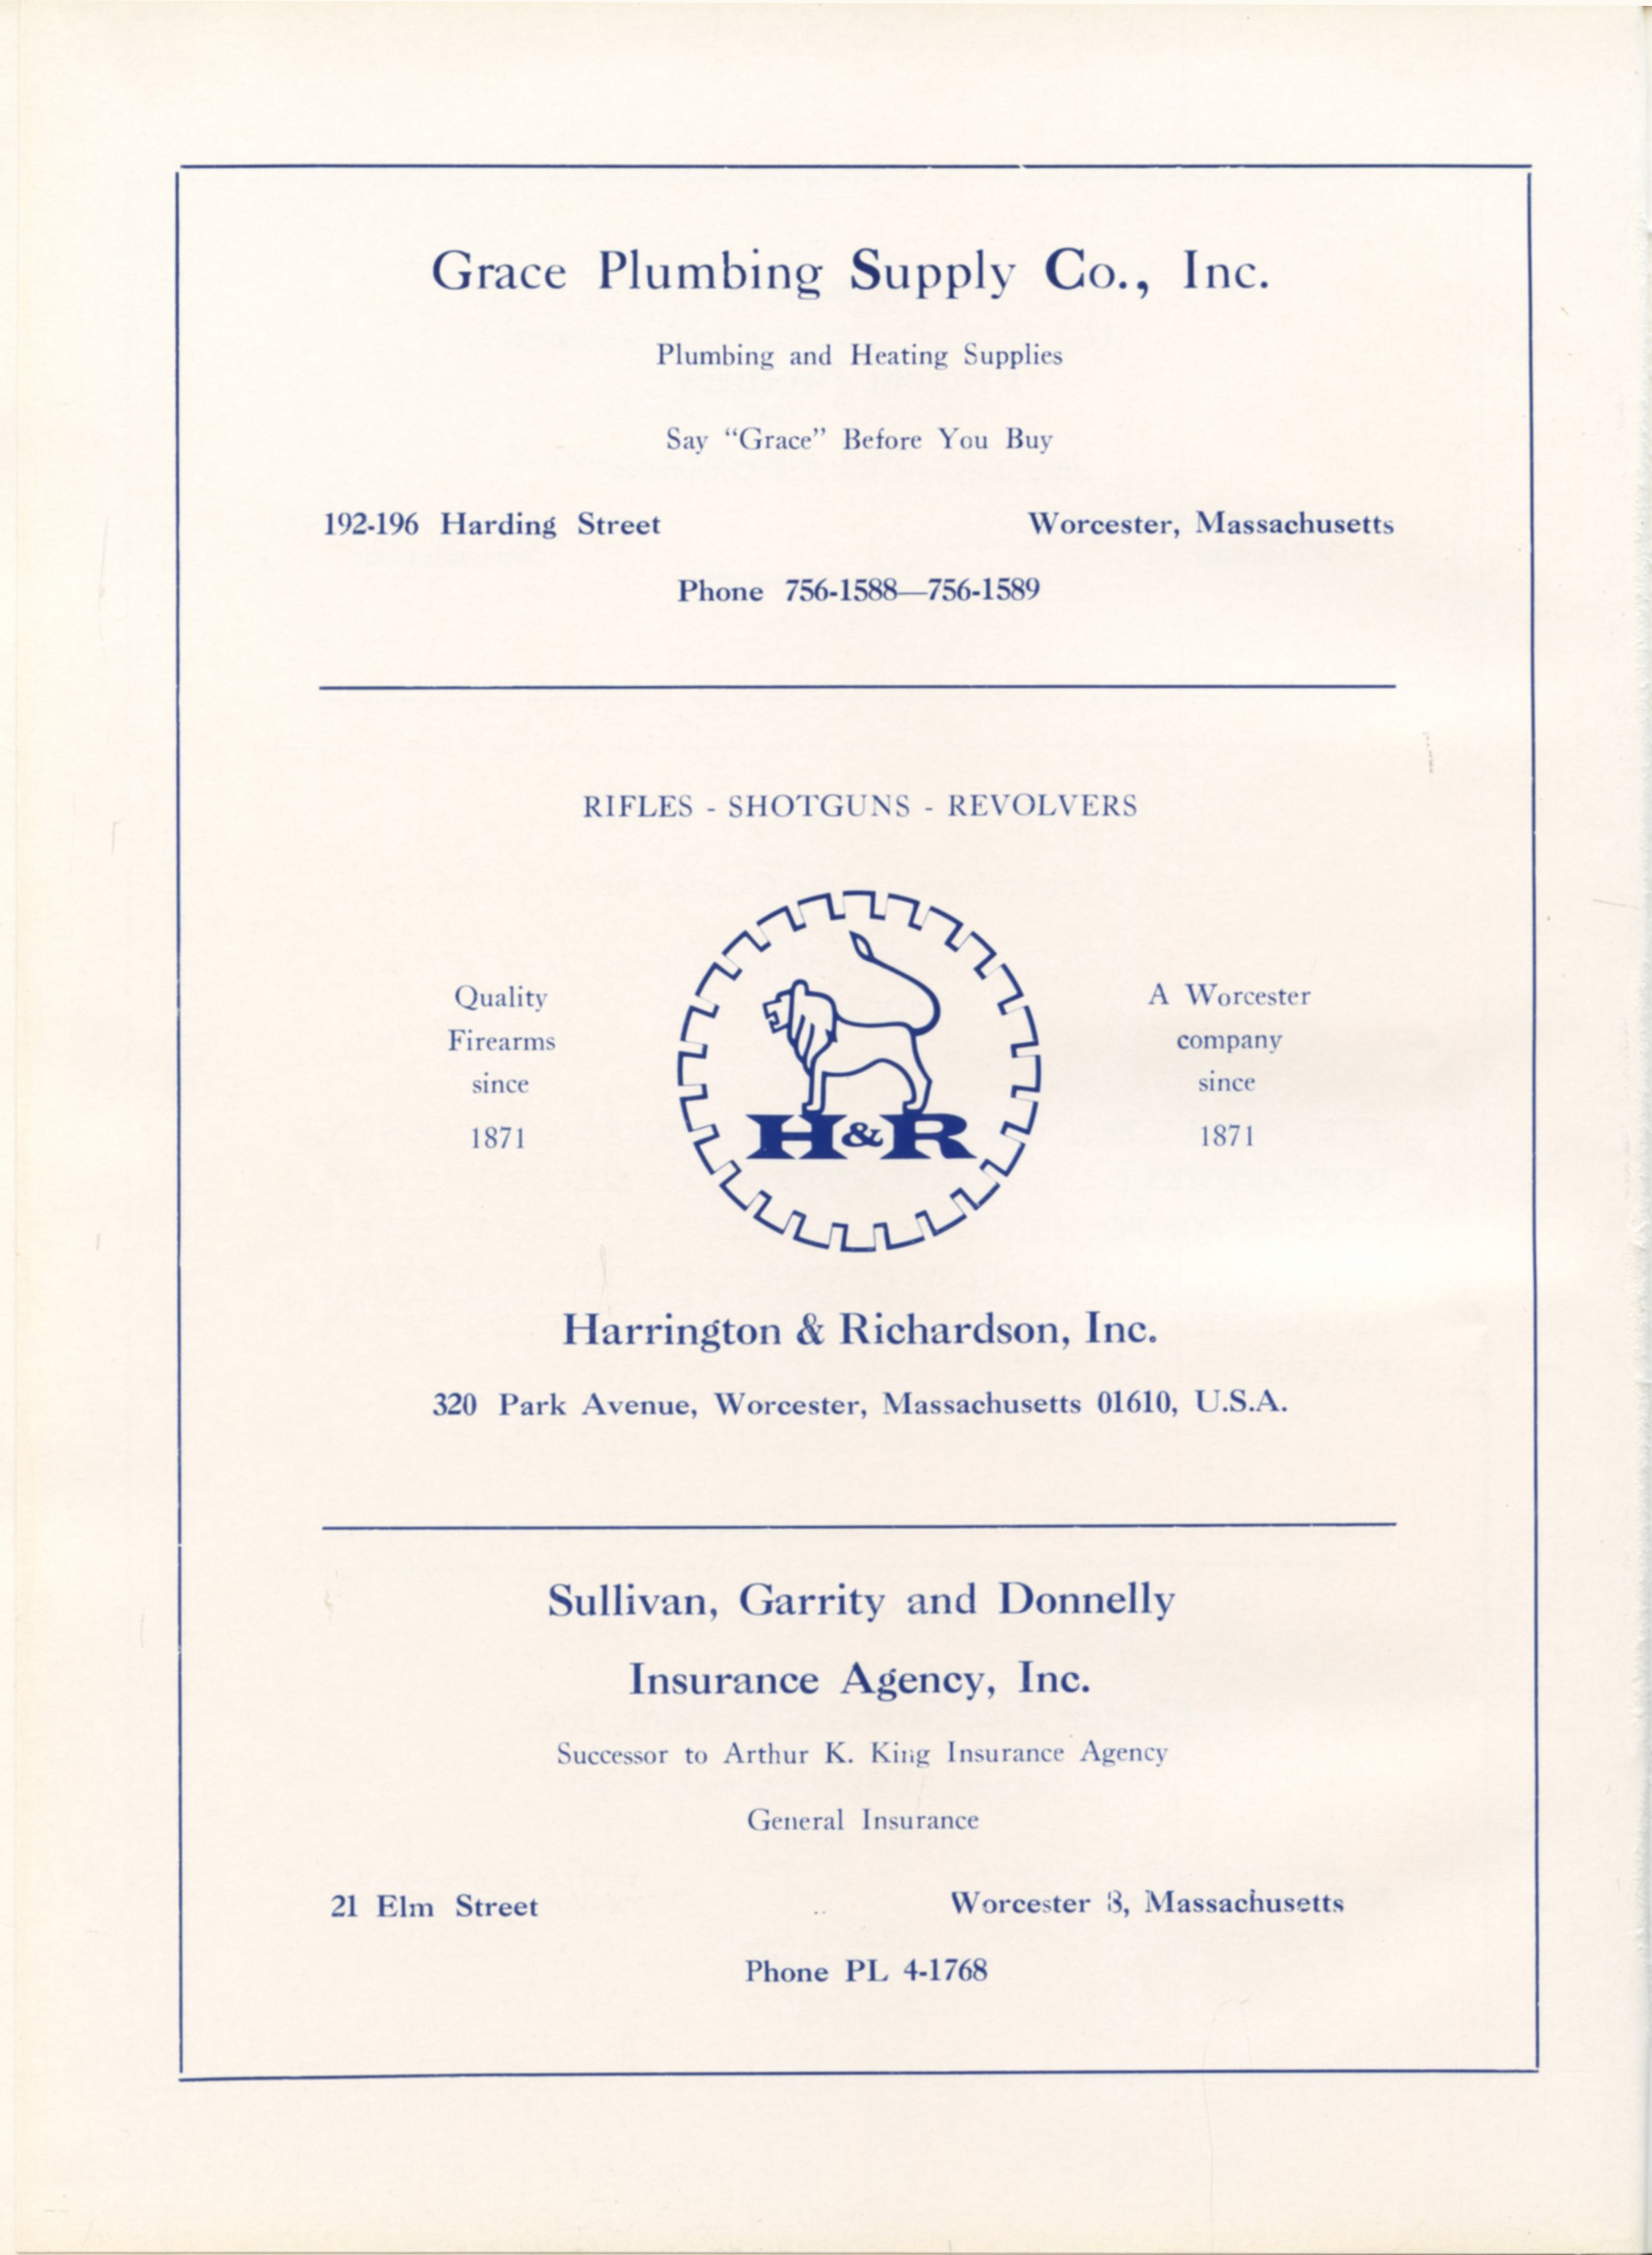 Grace Plumbing Supply Co., Inc.
Plumbing and Heating Supplies
Say “Grace” Before You Buy
192-196 Harding Street Worcester, Massachusetts
Phone 756-1588—756-1589
RIFLES - SHOTGUNS - REVOLVERS
Quality
Firearms
since
1871
H&R
A Worcester
company
since
1871
Harrington & Richardson, Inc.
320 Park Avenue, Worcester, Massachusetts 01610, U.S.A.
Sullivan, Garrity and Donnelly
Insurance Agency, Inc.
Successor to Arthur K. King Insurance Agency
General Insurance
21 Elm Street Worcester 8, Massachusetts
Phone PL 4-1768